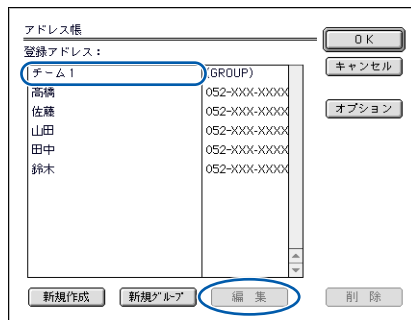 アドレス帳
登録アドレス：
チーム1 (GROUP)
高橋 052-XXX-XXXX
佐藤 052-XXX-XXXX
山田 052-XXX-XXXX
田中 052-XXX-XXXX
鈴木 052-XXX-XXXX
OK
キャンセル
オプション
新規作成 新規グループ 編集 削除